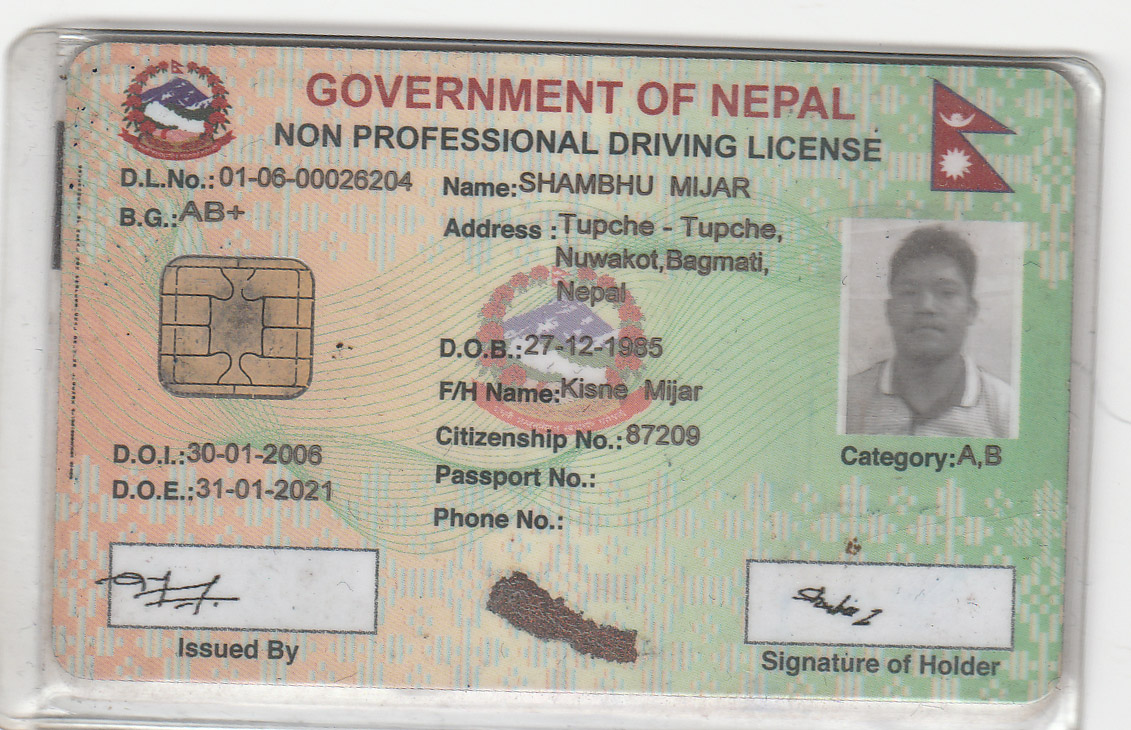 GOVERNMENT OF NEPAL
NON PROFESSIONAL DRIVING LICENSE
D.L.No.: 01-06-00026204
B.G.: AB+
Name: SHAMBHU MIJAR
Address : Tupche - Tupche,
Nuwakot,Bagmati,
Nepal
D.O.B.: 27-12-1985
F/H Name: Kisne Mijar
Citizenship No.: 87209
Passport No.:
Phone No.:
D.O.I.: 30-01-2006
D.O.E.: 31-01-2021
Category: A,B
Issued By
Signature of Holder